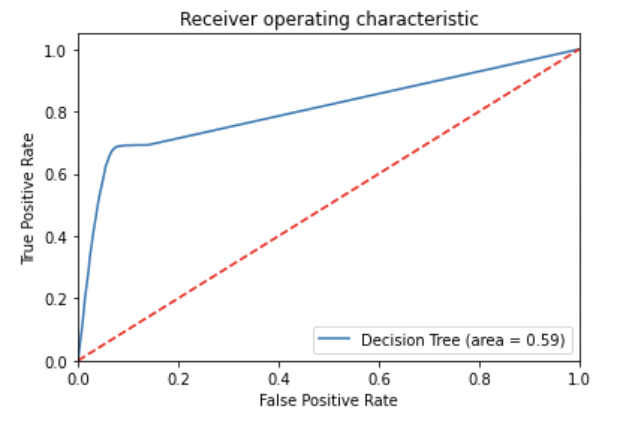 Receiver operating characteristic
True Positive Rate
1.0
0.8
0.6
0.4
0.2
0.0
Decision Tree (area = 0.59)
0.0 0.2 0.4 0.6 0.8 1.0
False Positive Rate